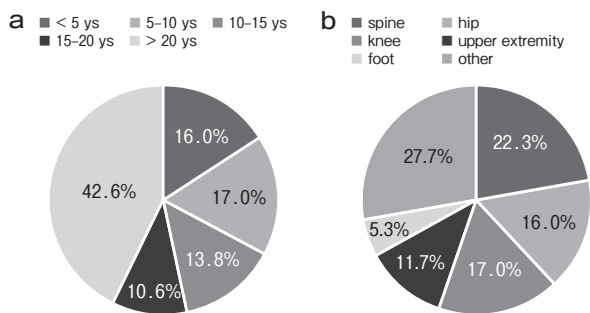 a
< 5 ys 5–10 ys 10–15 ys
15–20 ys > 20 ys
16.0%
17.0%
13.8%
10.6%
42.6%
b
spine hip
knee upper extremity
foot other
22.3%
16.0%
17.0%
11.7%
5.3%
27.7%